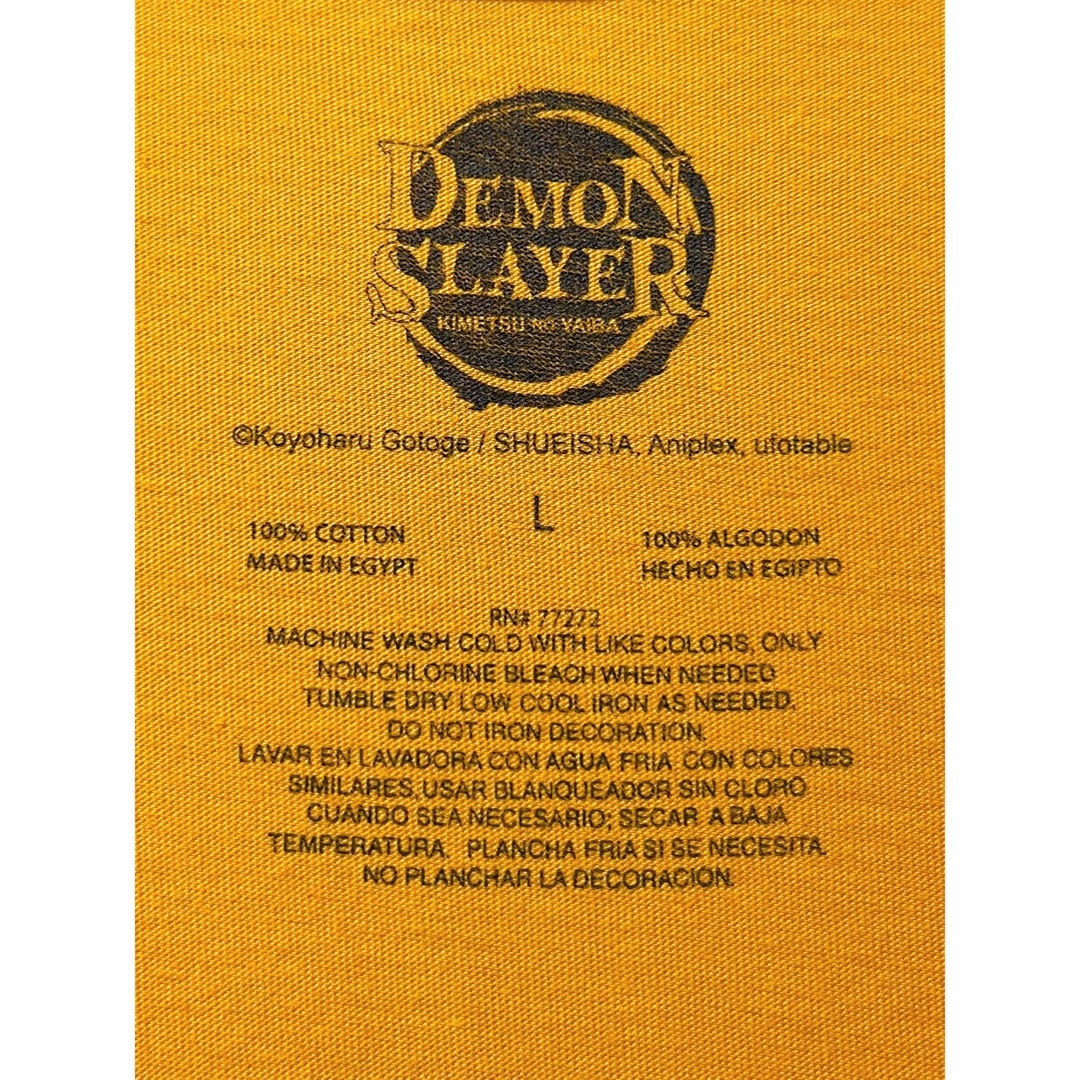 DEMON
SLAYER
KIMETSU NO YAIBA
©Koyoharu Gotoge / SHUEISHA, Aniplex, ufotable
L
100% COTTON
MADE IN EGYPT
100% ALGODON
HECHO EN EGIPTO
RN# 77272
MACHINE WASH COLD WITH LIKE COLORS, ONLY
NON-CHLORINE BLEACH WHEN NEEDED
TUMBLE DRY LOW COOL IRON AS NEEDED.
DO NOT IRON DECORATION.
LAVAR EN LAVADORA CON AGUA FRIA CON COLORES
SIMILARES, USAR BLANQUEADOR SIN CLORO
CUANDO SEA NECESARIO; SECAR A BAJA
TEMPERATURA. PLANCHA FRIA SI SE NECESITA.
NO PLANCHAR LA DECORACION.